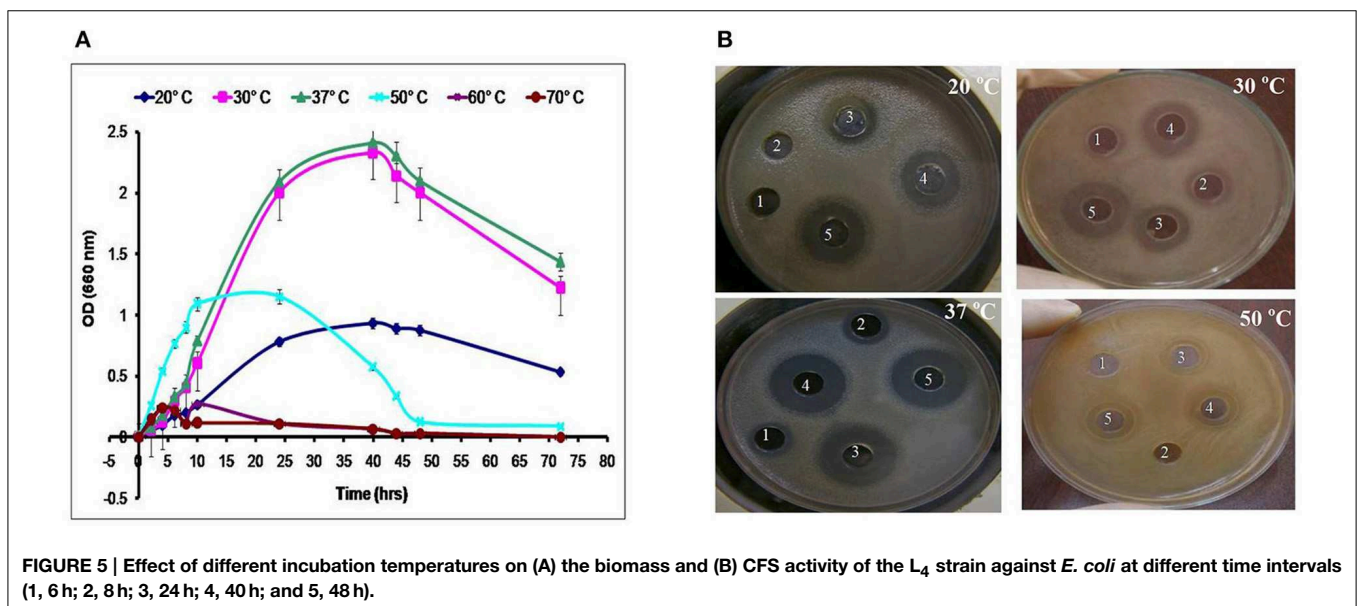 A
20° C 30° C 37° C 50° C 60° C 70° C
2.5
2
1.5
1
0.5
0
-0.5
-5 0 5 10 15 20 25 30 35 40 45 50 55 60 65 70 75 80
OD (660 nm)
Time (hrs)
B
20 °C
3
2
4
1
5
30 °C
4
1
2
5
3
37 °C
2
4
5
1
3
50 °C
1
3
5
4
2
FIGURE 5 | Effect of different incubation temperatures on (A) the biomass and (B) CFS activity of the L4 strain against E. coli at different time intervals
(1, 6 h; 2, 8 h; 3, 24 h; 4, 40 h; and 5, 48 h).